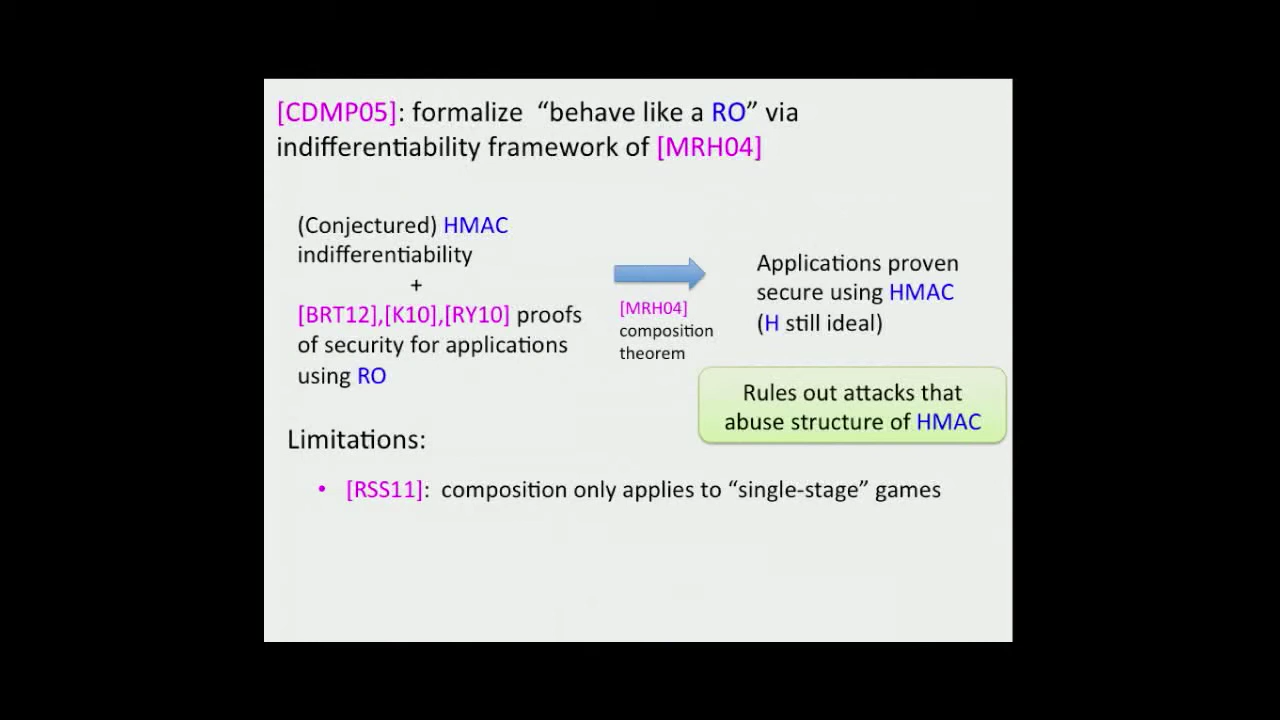 [CDMP05]: formalize “behave like a RO” via
indifferentiability framework of [MRH04]
(Conjectured) HMAC
indifferentiability
+
[BRT12],[K10],[RY10] proofs
of security for applications
using RO
[MRH04]
composition
theorem
Applications proven
secure using HMAC
(H still ideal)
Rules out attacks that
abuse structure of HMAC
Limitations:
• [RSS11]: composition only applies to “single-stage” games